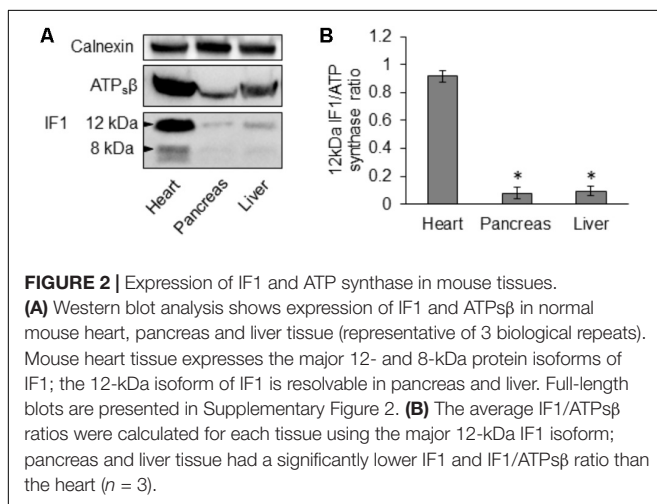 A
Calnexin
ATPsβ
IF1 12 kDa
8 kDa
Heart
Pancreas
Liver
B
12kDa IF1/ATP
synthase ratio
1.2
1
0.8
0.6
0.4
0.2
0
* *
Heart Pancreas Liver
FIGURE 2 | Expression of IF1 and ATP synthase in mouse tissues.
(A) Western blot analysis shows expression of IF1 and ATPsβ in normal
mouse heart, pancreas and liver tissue (representative of 3 biological repeats).
Mouse heart tissue expresses the major 12- and 8-kDa protein isoforms of
IF1; the 12-kDa isoform of IF1 is resolvable in pancreas and liver. Full-length
blots are presented in Supplementary Figure 2. (B) The average IF1/ATPsβ
ratios were calculated for each tissue using the major 12-kDa IF1 isoform;
pancreas and liver tissue had a significantly lower IF1 and IF1/ATPsβ ratio than
the heart (n = 3).